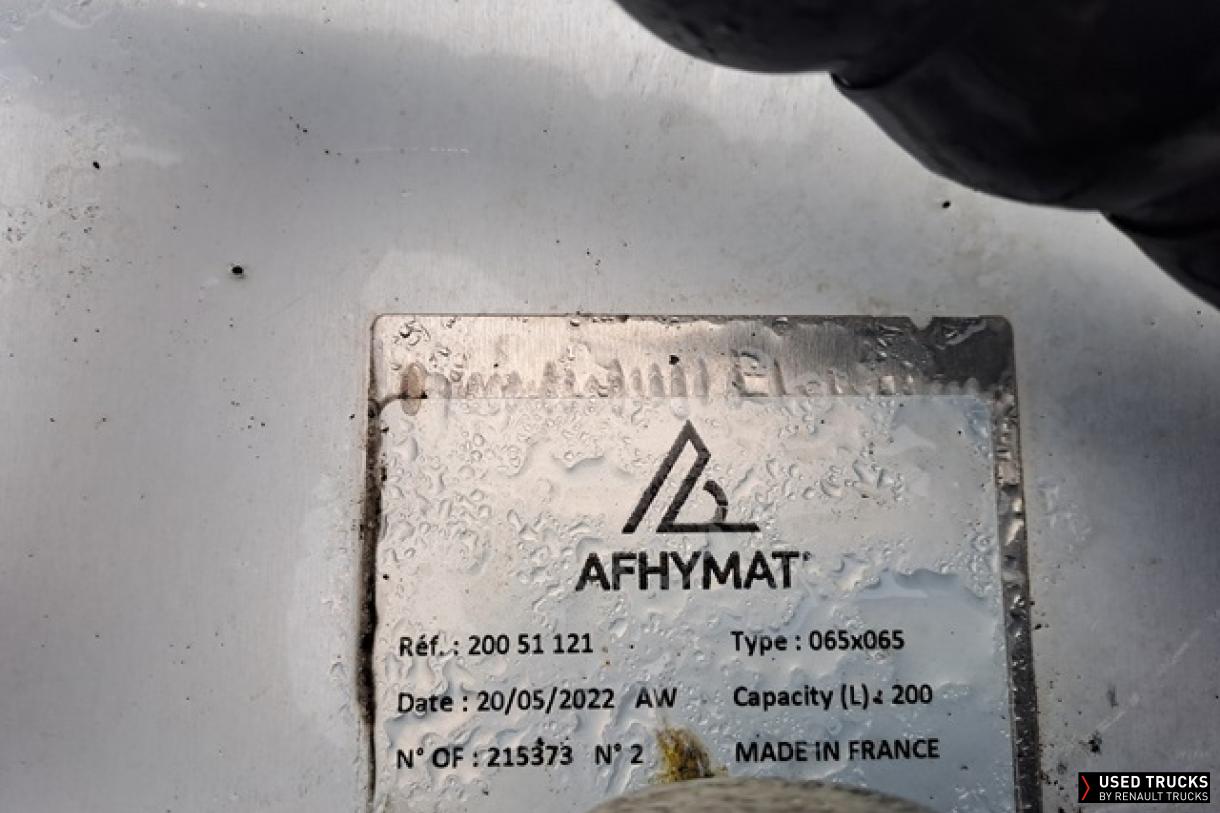 AFHYMAT
Réf. : 200 51 121 Type : 065x065
Date : 20/05/2022 AW Capacity (L) : 200
N° OF : 215373 N° 2 MADE IN FRANCE
USED TRUCKS
BY RENAULT TRUCKS